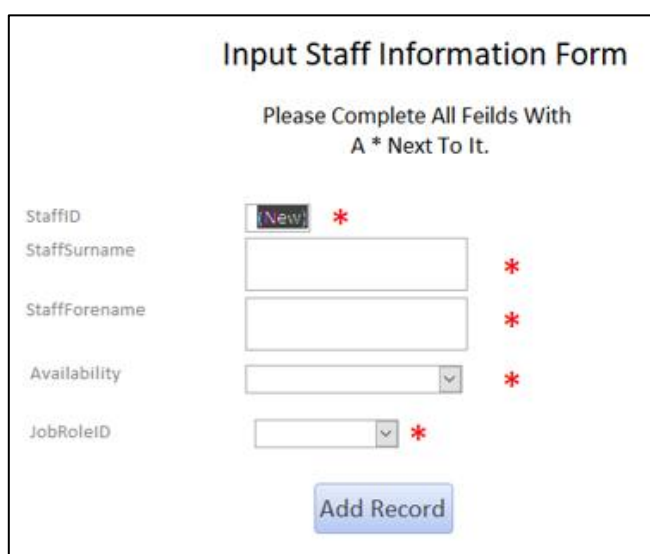 Input Staff Information Form
Please Complete All Feilds With
A * Next To It.
StaffID (New) *
StaffSurname *
StaffForename *
Availability *
JobRoleID *
Add Record